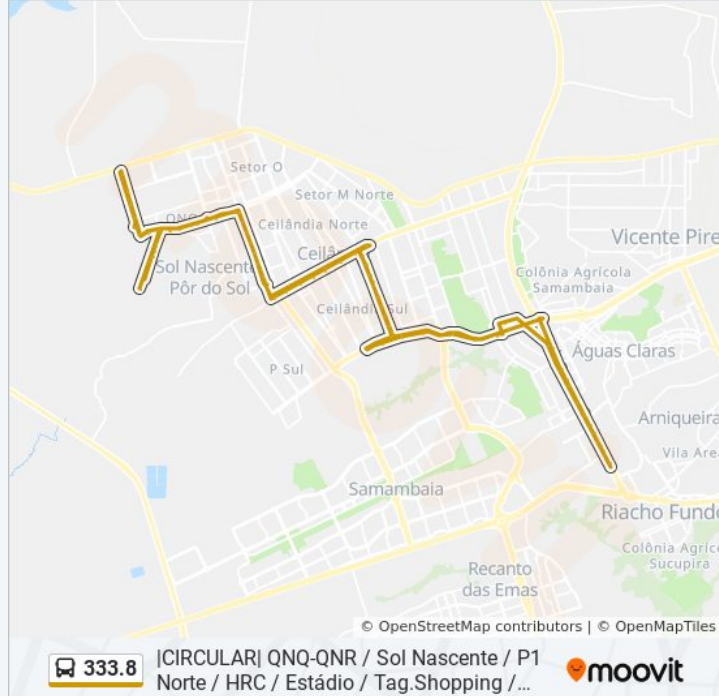 Setor O
Setor M Norte
QNQ
Ceilândia Norte
Vicente Pire
Ceilân
Sol Nascente
Pôr do Sol
Colônia Agrícola
Samambaia
Ceilândia Sul
Águas Claras
P Sul
Arniqueira
Vila Area
Samambaia
Riacho Fundo
Colônia Agríc
Sucupira
Recanto
das Emas
© OpenStreetMap contributors | © OpenMapTiles
333.8
|CIRCULAR| QNQ-QNR / Sol Nascente / P1
Norte / HRC / Estádio / Tag.Shopping /…
moovit